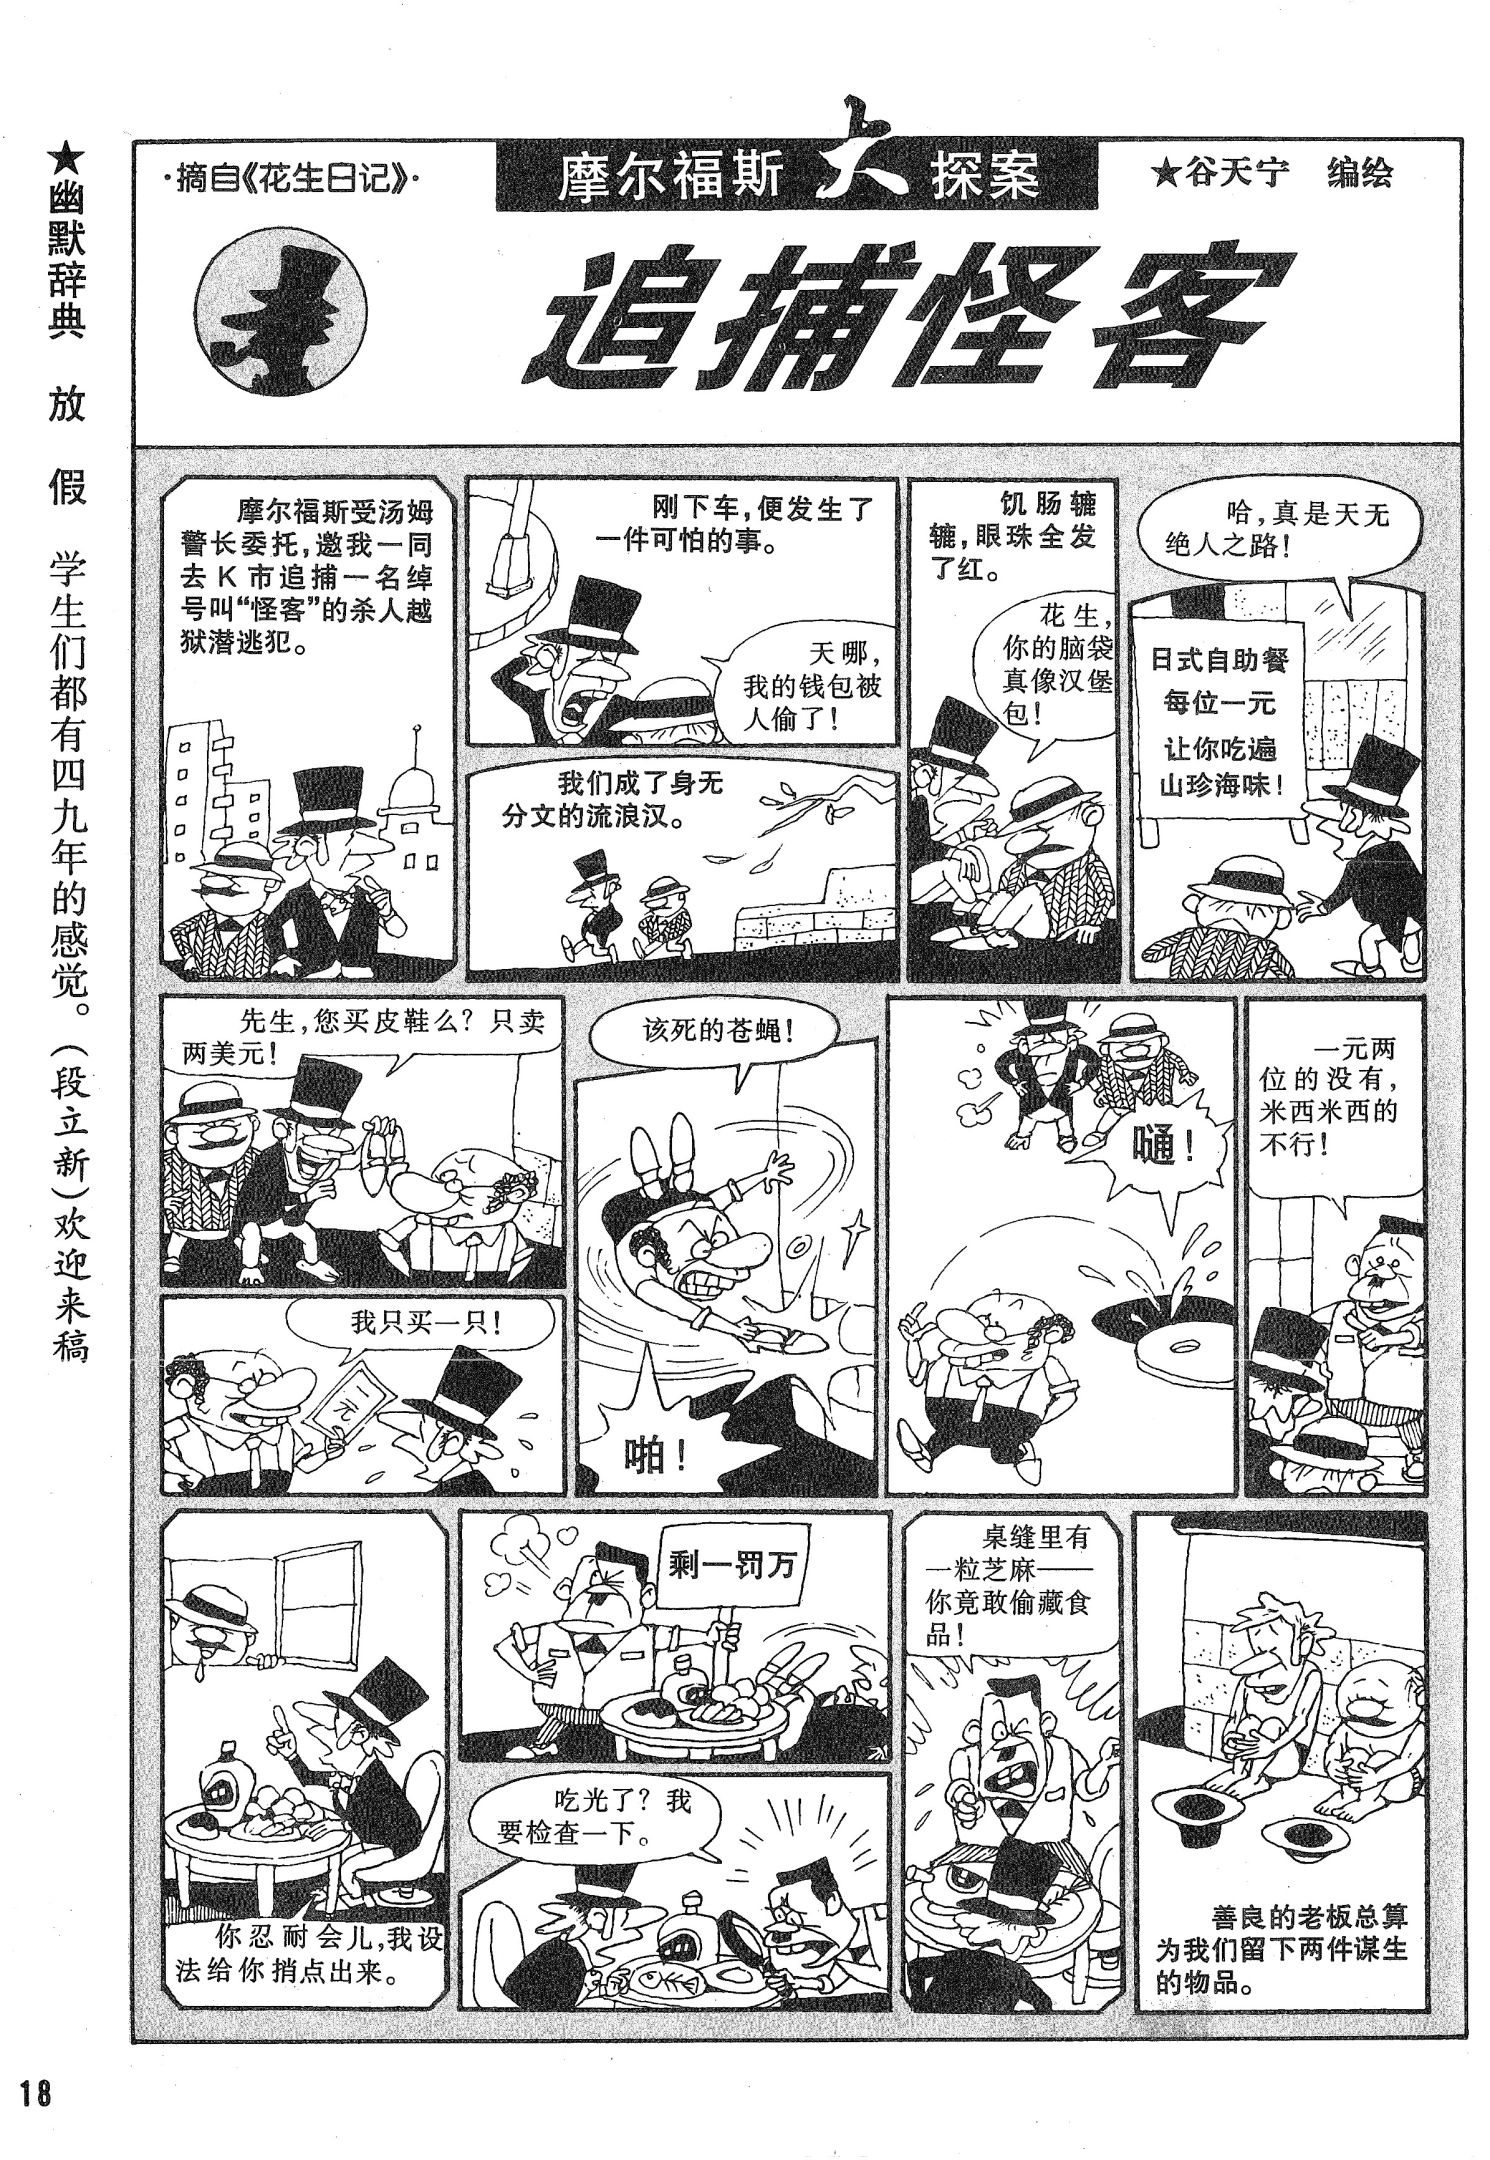 ·摘自《花生日记》·
摩尔福斯大探案
★谷天宁 编绘
追捕怪客
摩尔福斯受汤姆
警长委托,邀我一同
去K市追捕一名绰
号叫“怪客”的杀人越
狱潜逃犯。
刚下车,便发生了
一件可怕的事。
天哪,
我的钱包被
人偷了!
我们成了身无
分文的流浪汉。
饥肠辘
辘,眼珠全发
了红。
花生,
你的脑袋
真像汉堡
包!
哈,真是天无
绝人之路!
日式自助餐
每位一元
让你吃遍
山珍海味!
先生,您买皮鞋么?只卖
两美元!
我只买一只!
一元
该死的苍蝇!
啪!
嗵!
一元两
位的没有,
米西米西的
不行!
你忍耐会儿,我设
法给你捎点出来。
剩一罚万
吃光了?我
要检查一下。
桌缝里有
一粒芝麻——
你竟敢偷藏食
品!
善良的老板总算
为我们留下两件谋生
的物品。
★幽默辞典 放 假 学生们都有四九年的感觉。(段立新)欢迎来稿
18